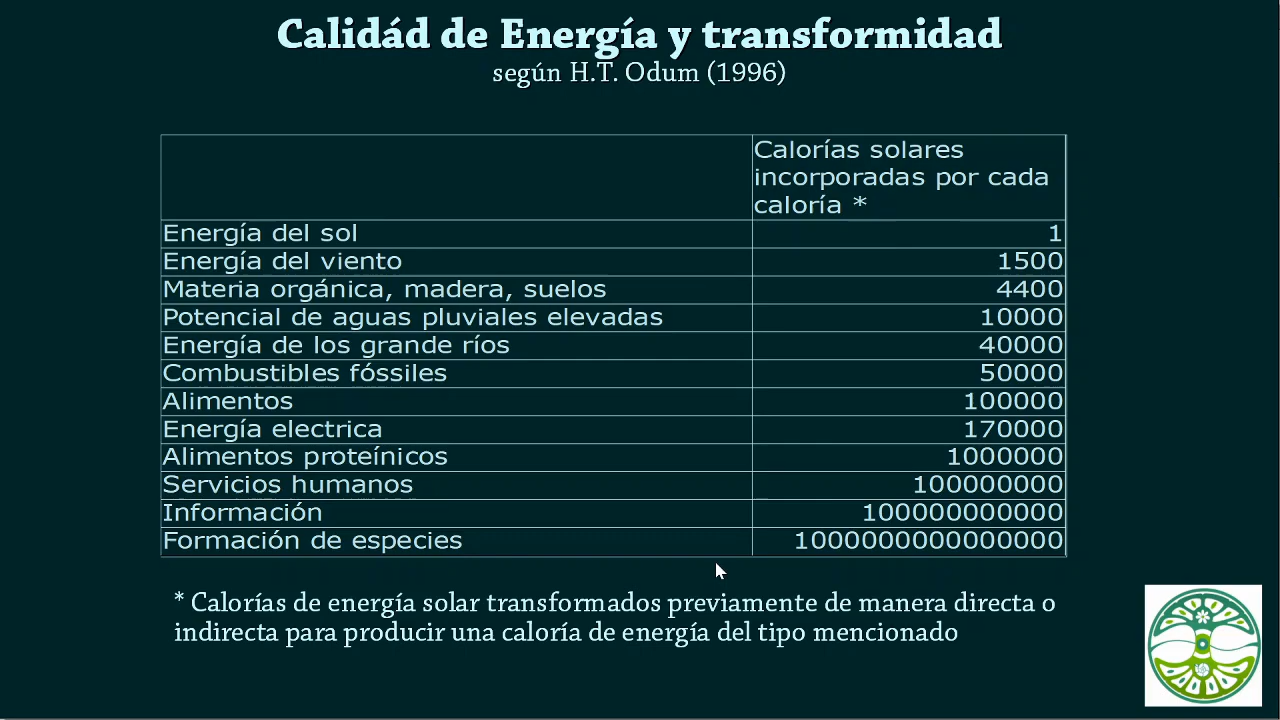 Calidád de Energía y transformidad
según H.T. Odum (1996)
Calorías solares
incorporadas por cada
caloría *
Energía del sol 1
Energía del viento 1500
Materia orgánica, madera, suelos 4400
Potencial de aguas pluviales elevadas 10000
Energía de los grande ríos 40000
Combustibles fóssiles 50000
Alimentos 100000
Energía electrica 170000
Alimentos proteínicos 1000000
Servicios humanos 100000000
Información 100000000000
Formación de especies 1000000000000000
* Calorías de energía solar transformados previamente de manera directa o
indirecta para producir una caloría de energía del tipo mencionado